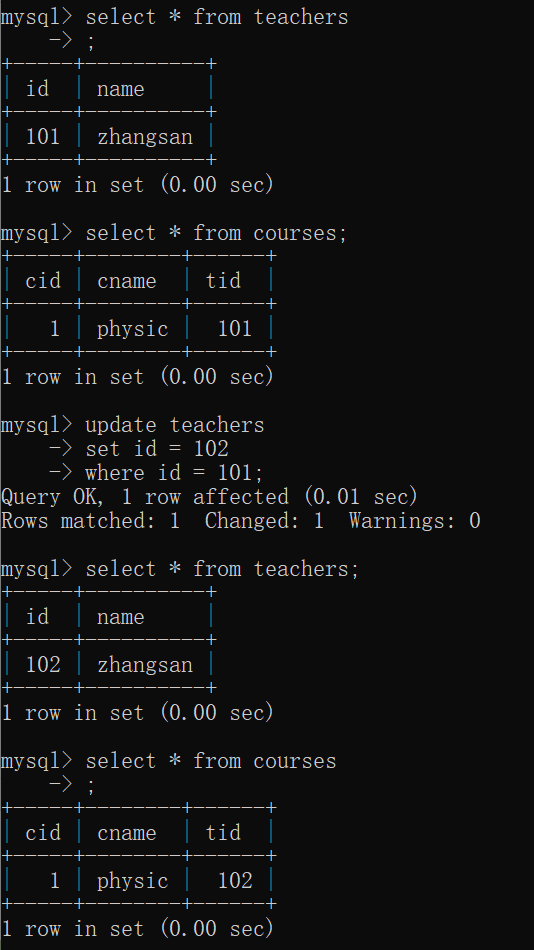 mysql> select * from teachers
    -> ;
+-----+----------+
| id  | name     |
+-----+----------+
| 101 | zhangsan |
+-----+----------+
1 row in set (0.00 sec)

mysql> select * from courses;
+-----+--------+------+
| cid | cname  | tid  |
+-----+--------+------+
|   1 | physic |  101 |
+-----+--------+------+
1 row in set (0.00 sec)

mysql> update teachers
    -> set id = 102
    -> where id = 101;
Query OK, 1 row affected (0.01 sec)
Rows matched: 1  Changed: 1  Warnings: 0

mysql> select * from teachers;
+-----+----------+
| id  | name     |
+-----+----------+
| 102 | zhangsan |
+-----+----------+
1 row in set (0.00 sec)

mysql> select * from courses
    -> ;
+-----+--------+------+
| cid | cname  | tid  |
+-----+--------+------+
|   1 | physic |  102 |
+-----+--------+------+
1 row in set (0.00 sec)